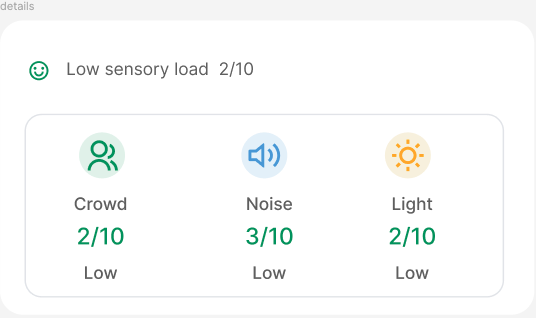 details
Low sensory load 2/10
Crowd Noise Light
2/10 3/10 2/10
Low Low Low